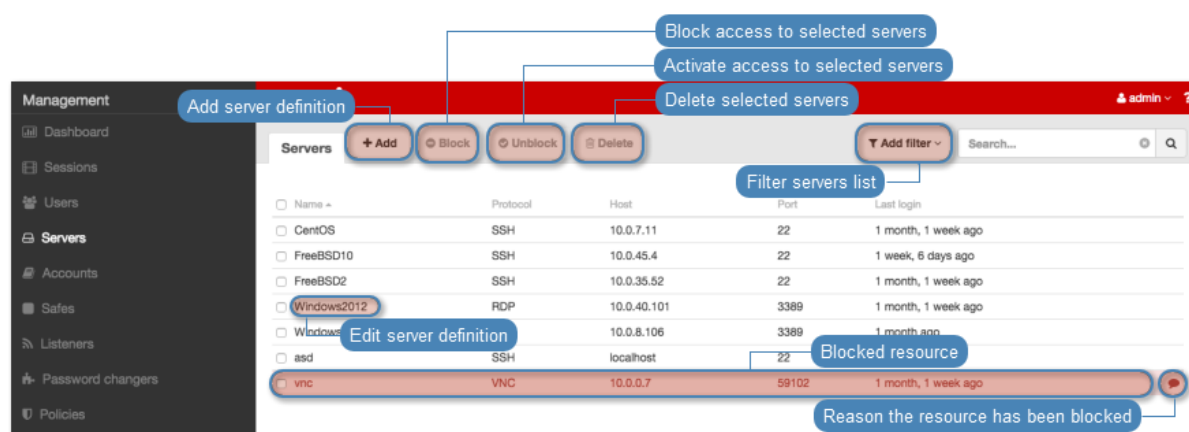 Block access to selected servers
Activate access to selected servers
Management
Add server definition
Delete selected servers
admin
?
Dashboard
Servers
+ Add
Block
Unblock
Delete
Add filter
Search...
Sessions
Filter servers list
Users
Name
Protocol
Host
Port
Last login
Servers
CentOS SSH 10.0.7.11 22 1 month, 1 week ago
FreeBSD10 SSH 10.0.45.4 22 1 week, 6 days ago
Accounts
FreeBSD2 SSH 10.0.35.52 22 1 month, 1 week ago
Safes
Windows2012 RDP 10.0.40.101 3389 1 month, 1 week ago
Windows 10.0.8.106 3389 1 month ago
Edit server definition
Listeners
asd SSH localhost 22
Blocked resource
Password changers
vnc VNC 10.0.0.7 59102 1 month, 1 week ago
Policies
Reason the resource has been blocked